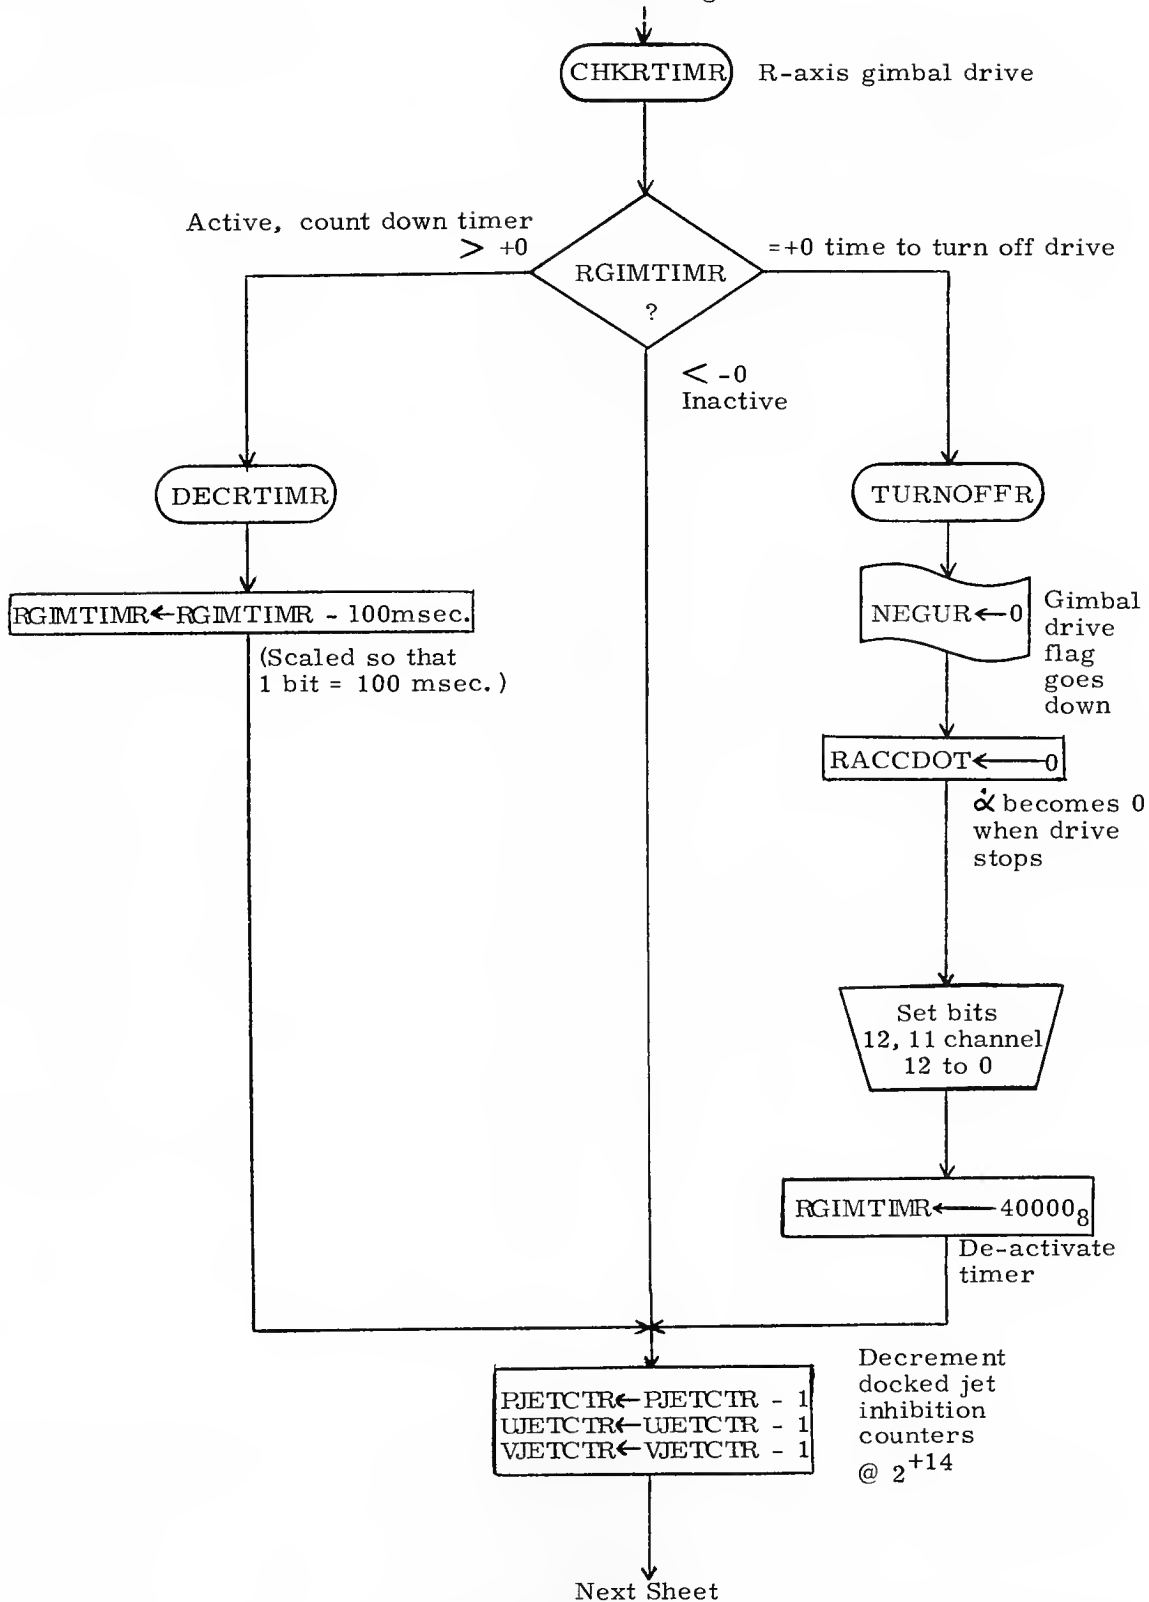 CHKRTIMR
R-axis gimbal drive
Active, count down timer
> +0
=+0 time to turn off drive
RGIMTIMR
?
< -0
Inactive
DECRTIMR
TURNOFFR
RGIMTIMR←RGIMTIMR - 100msec.
(Scaled so that
1 bit = 100 msec.)
NEGUR←0
Gimbal
drive
flag
goes
down
RACCDOT←0
α̇ becomes 0
when drive
stops
Set bits
12, 11 channel
12 to 0
RGIMTIMR←40000₈
De-activate
timer
PJETCTR←PJETCTR - 1
UJETCTR←UJETCTR - 1
VJETCTR←VJETCTR - 1
Decrement
docked jet
inhibition
counters
@ 2⁺¹⁴
Next Sheet